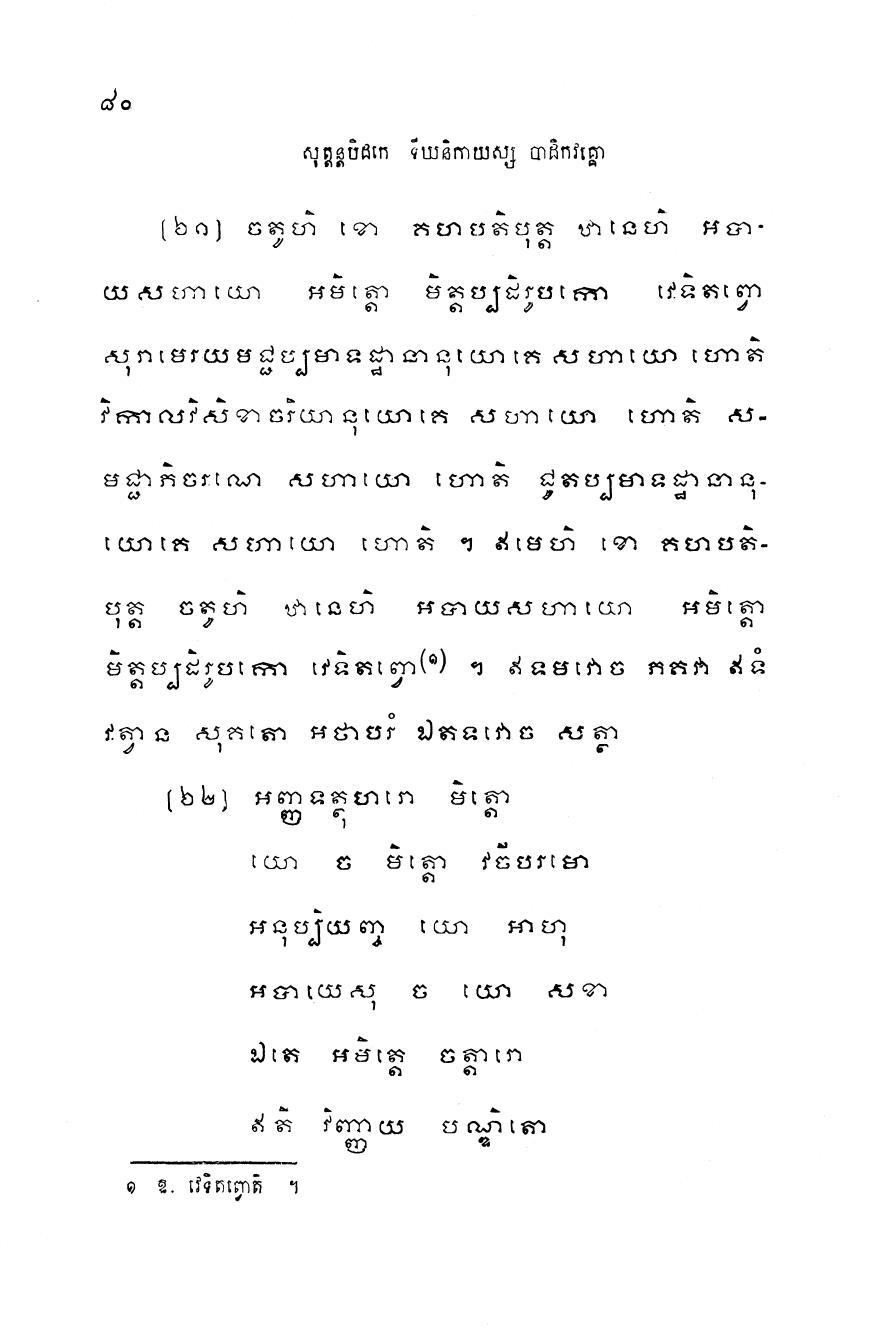 ៨០
សុត្តន្តបិដកេ ទីឃនិកាយស្ស បាដិកវគ្គោ
[៦១] ចតូហិ ខោ គហបតិបុត្ត ឋានេហិ អបា-
យសហាយោ អមិត្តោ មិត្តប្បដិរូបកោ វេទិតព្វោ
សុរាមេរយមជ្ជប្បមាទដ្ឋានានុយោគេ សហាយោ ហោតិ
វិកាលវិសិខាចរិយានុយោគេ សហាយោ ហោតិ ស-
មជ្ជាភិចរណេ សហាយោ ហោតិ ជូតប្បមាទដ្ឋានានុ-
យោគេ សហាយោ ហោតិ ។ ឥមេហិ ខោ គហបតិ-
បុត្ត ចតូហិ ឋានេហិ អបាយសហាយោ អមិត្តោ
មិត្តប្បដិរូបកោ វេទិតព្វោ(១) ។ ឥទមវោច ភគវា ឥទំ
វត្វាន សុគតោ អថាបរំ ឯតទវោច សត្ថា
[៦២] អញ្ញទត្ថុហរោ មិត្តោ
យោ ច មិត្តោ វចីបរមោ
អនុប្បិយញ្ច យោ អាហុ
អបាយេសុ ច យោ សខា
ឯតេ អមិត្តេ ចត្តារោ
ឥតិ វិញ្ញាយ បណ្ឌិតោ
១ ឱ. វេទិតព្វោតិ ។